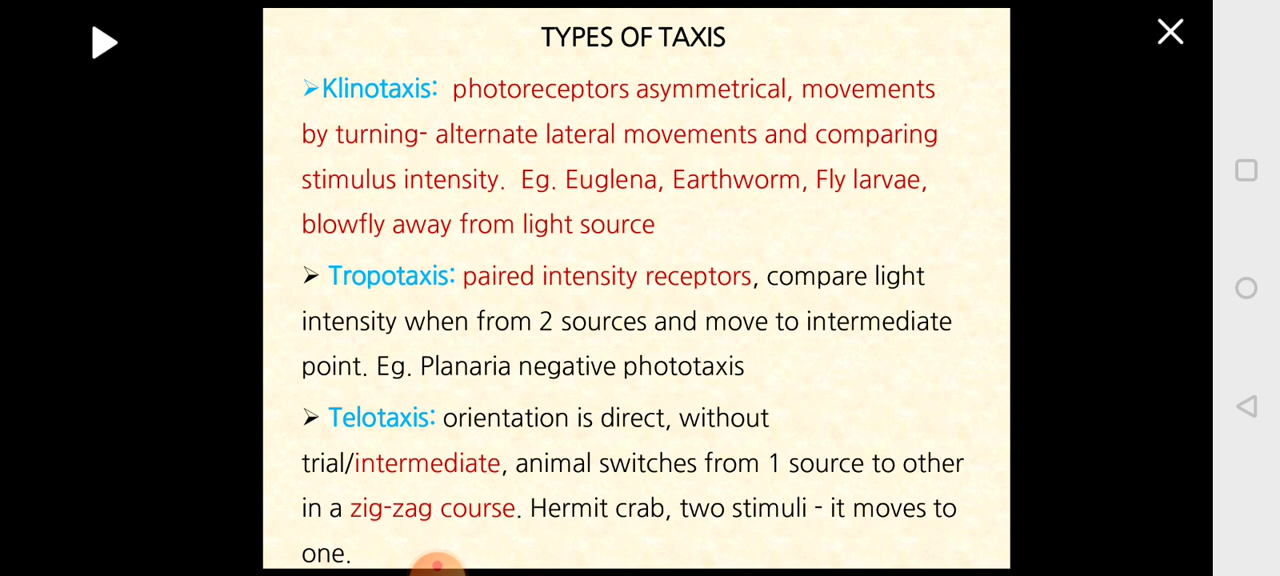 TYPES OF TAXIS
➢Klinotaxis: photoreceptors asymmetrical, movements
by turning- alternate lateral movements and comparing
stimulus intensity. Eg. Euglena, Earthworm, Fly larvae,
blowfly away from light source
➢ Tropotaxis: paired intensity receptors, compare light
intensity when from 2 sources and move to intermediate
point. Eg. Planaria negative phototaxis
➢ Telotaxis: orientation is direct, without
trial/intermediate, animal switches from 1 source to other
in a zig-zag course. Hermit crab, two stimuli - it moves to
one.